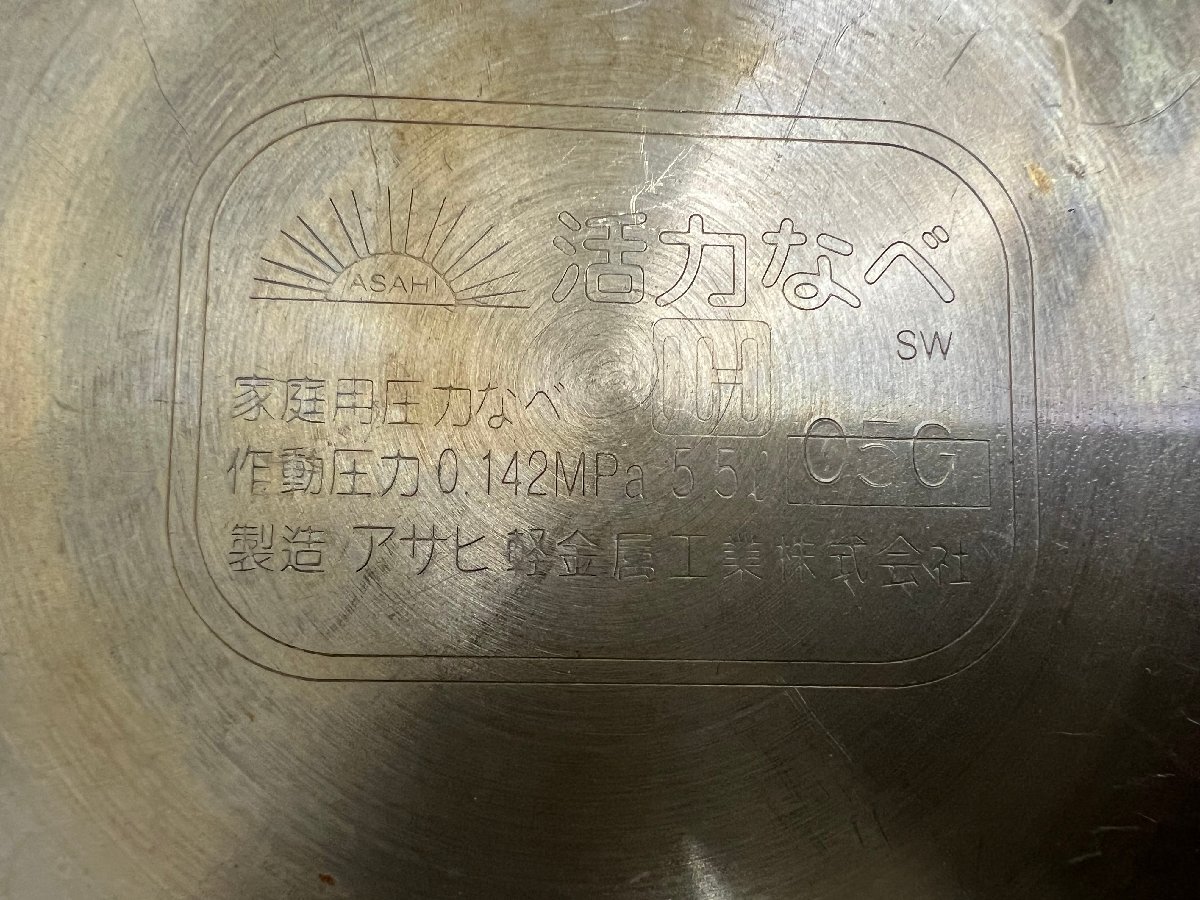 ASAHI 活力なべ
SW
家庭用圧力なべ
作動圧力0.142MPa 5.5ℓ C5G
製造 アサヒ軽金属工業株式会社